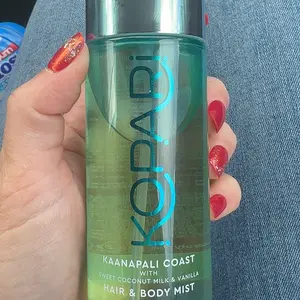 KOPARI
KAANAPALI COAST
WITH
SWEET COCONUT MILK & VANILLA
HAIR & BODY MIST